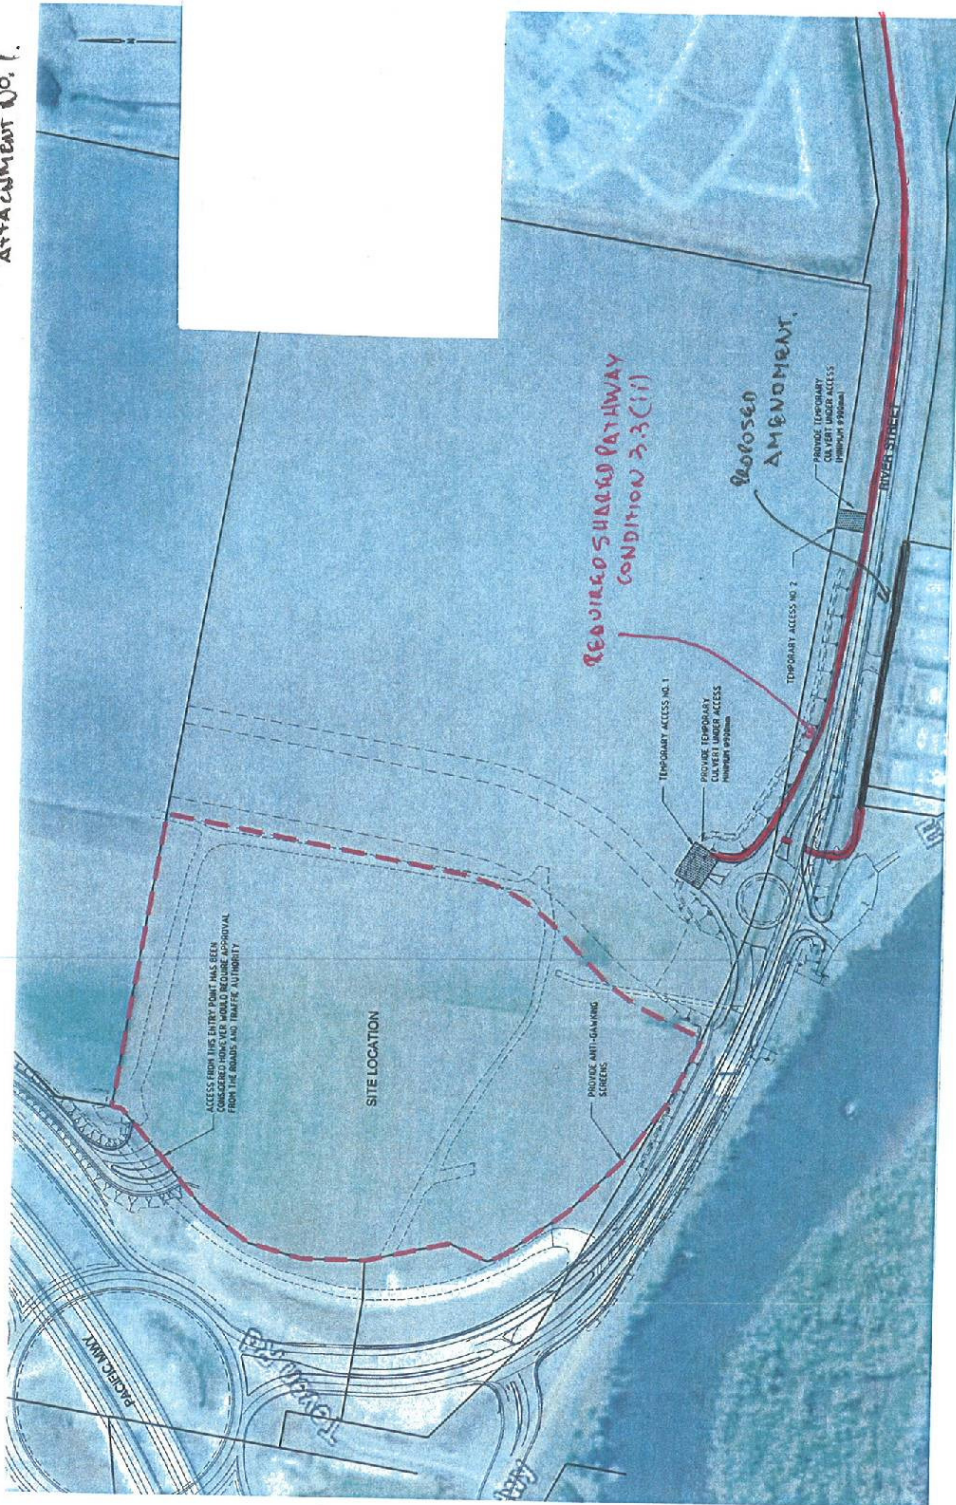 ATTACHMENT NO. 1.
N
REQUIRED SHARED PATHWAY
CONDITION 3.3(ii)
PROPOSED
AMENDMENT.
PROVIDE TEMPORARY
CULVERT UNDER ACCESS
RIVER STREET
TEMPORARY ACCESS NO. 2
TEMPORARY ACCESS NO. 1
PROVIDE TEMPORARY
CULVERT UNDER ACCESS
ACCESS FROM THIS ENTRY POINT HAS BEEN
CONSIDERED HOWEVER WOULD REQUIRE APPROVAL
FROM THE ROADS AND TRAFFIC AUTHORITY
SITE LOCATION
PROVIDE ANTI-GAWKING
SCREENS
PACIFIC MWY
Rd